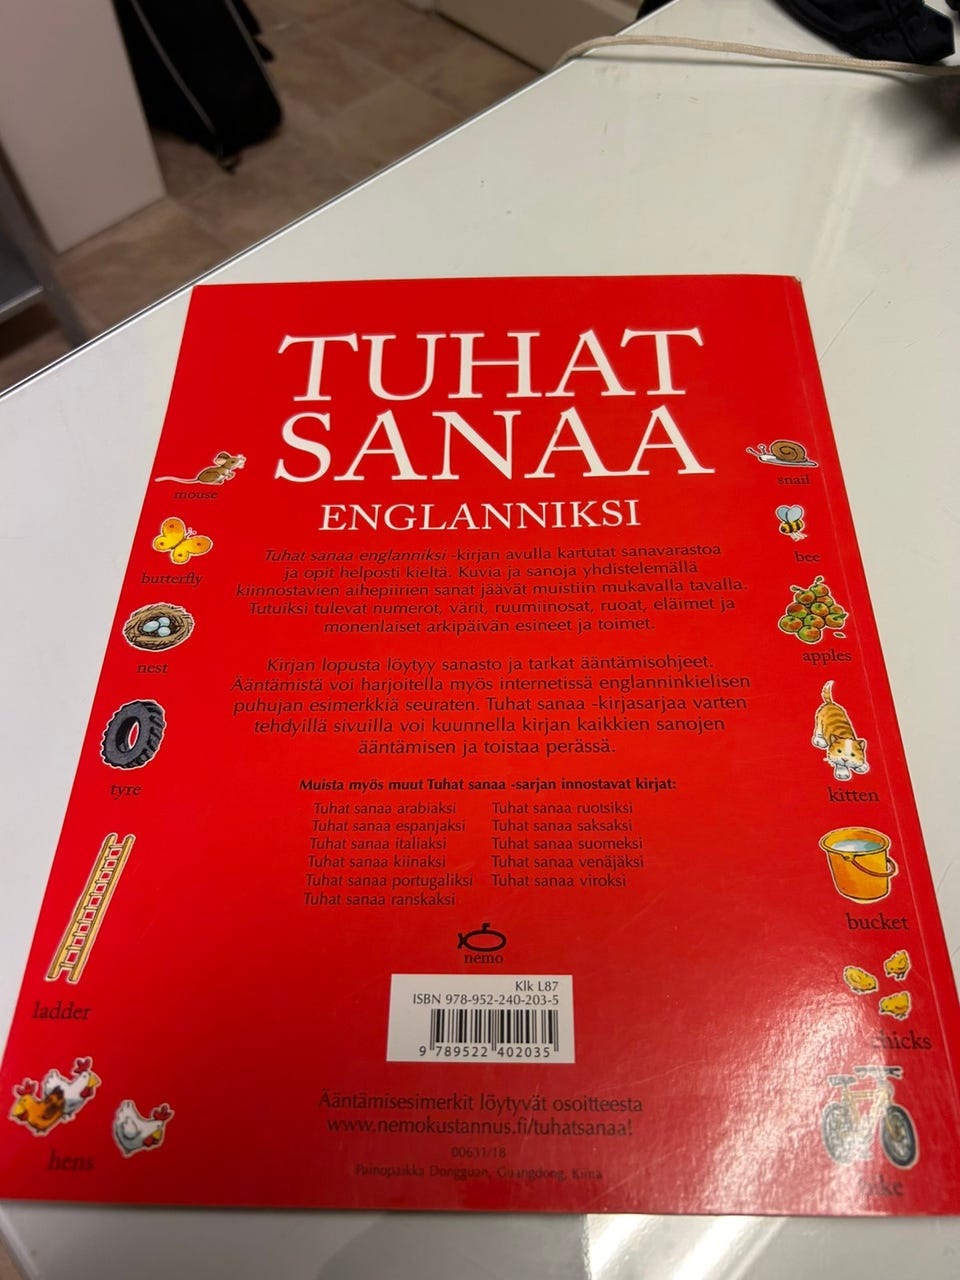 TUHAT
SANAA
ENGLANNIKSI
Tuhat sanaa englanniksi -kirjan avulla kartutat sanavarastoa
ja opit helposti kieltä. Kuvia ja sanoja yhdistelemällä
kiinnostavien aihepiirien sanat jäävät muistiin mukavalla tavalla.
Tutuiksi tulevat numerot, värit, ruumiinosat, ruoat, eläimet ja
monenlaiset arkipäivän esineet ja toimet.
Kirjan lopusta löytyy sanasto ja tarkat ääntämisohjeet.
Ääntämistä voi harjoitella myös internetissä englanninkielisen
puhujan esimerkkiä seuraten. Tuhat sanaa -kirjasarjaa varten
tehdyillä sivuilla voi kuunnella kirjan kaikkien sanojen
ääntämisen ja toistaa perässä.
Muista myös muut Tuhat sanaa -sarjan innostavat kirjat:
Tuhat sanaa arabiaksi
Tuhat sanaa espanjaksi
Tuhat sanaa italiaksi
Tuhat sanaa kiinaksi
Tuhat sanaa portugaliksi
Tuhat sanaa ranskaksi
Tuhat sanaa ruotsiksi
Tuhat sanaa saksaksi
Tuhat sanaa suomeksi
Tuhat sanaa venäjäksi
Tuhat sanaa viroksi
nemo
Klk L87
ISBN 978-952-240-203-5
9 789522 402035
Ääntämisesimerkit löytyvät osoitteesta
www.nemokustannus.fi/tuhatsanaa!
00631/18
Painopaikka Dongguan, Guangdong, Kiina
mouse
butterfly
nest
tyre
ladder
hens
snail
bee
apples
kitten
bucket
chicks
bike